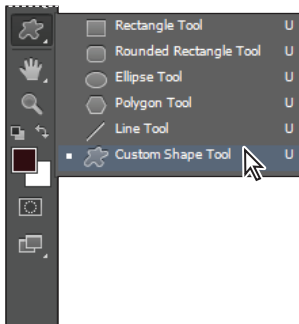 Rectangle Tool U
Rounded Rectangle Tool U
Ellipse Tool U
Polygon Tool U
Line Tool U
Custom Shape Tool U